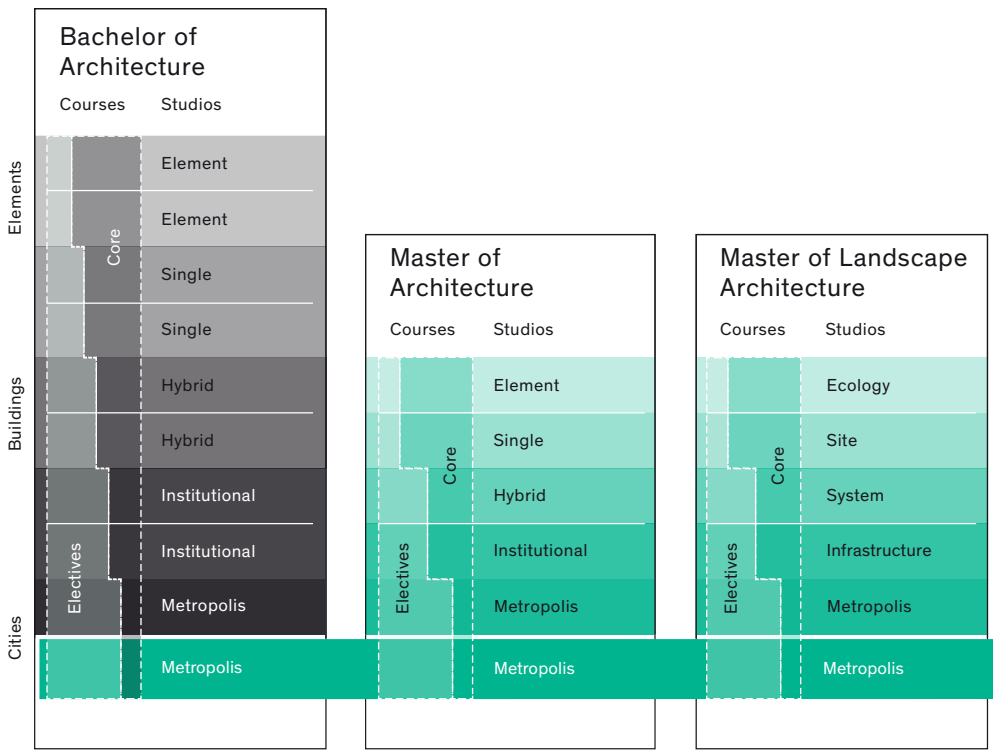 Bachelor of
Architecture
Courses
Studios
Elements
Buildings
Cities
Core
Electives
Element
Element
Single
Single
Hybrid
Hybrid
Institutional
Institutional
Metropolis
Metropolis
Master of
Architecture
Courses
Studios
Core
Electives
Element
Single
Hybrid
Institutional
Metropolis
Metropolis
Master of Landscape
Architecture
Courses
Studios
Core
Electives
Ecology
Site
System
Infrastructure
Metropolis
Metropolis